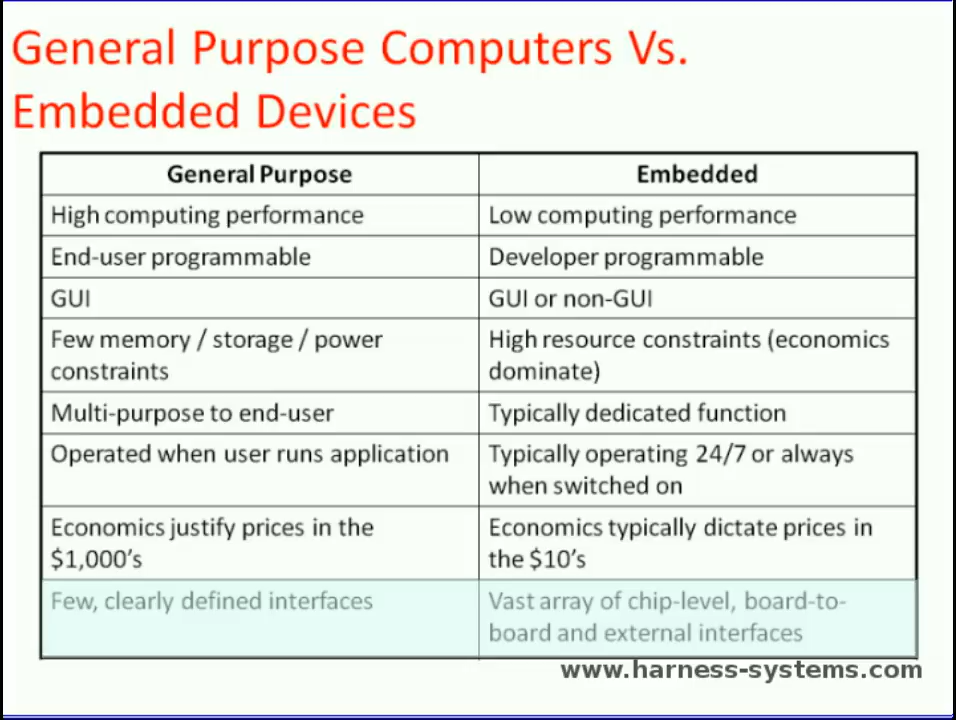 General Purpose Computers Vs.
Embedded Devices
General Purpose
Embedded
High computing performance
Low computing performance
End-user programmable
Developer programmable
GUI
GUI or non-GUI
Few memory / storage / power
constraints
High resource constraints (economics
dominate)
Multi-purpose to end-user
Typically dedicated function
Operated when user runs application
Typically operating 24/7 or always
when switched on
Economics justify prices in the
$1,000's
Economics typically dictate prices in
the $10's
Few, clearly defined interfaces
Vast array of chip-level, board-to-
board and external interfaces
www.harness-systems.com